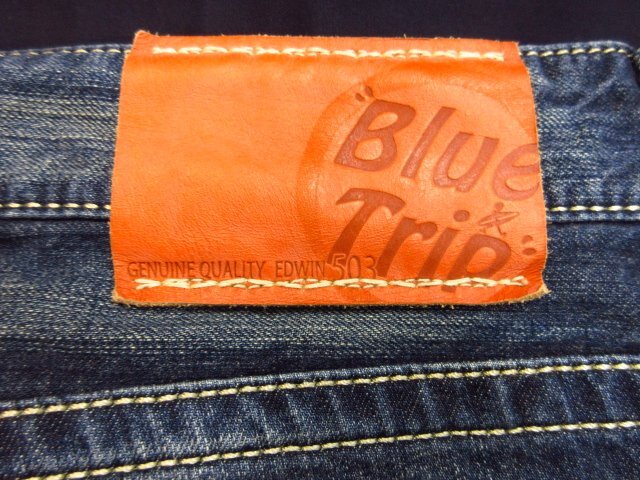 "Blue
Trip"
GENUINE QUALITY EDWIN 503